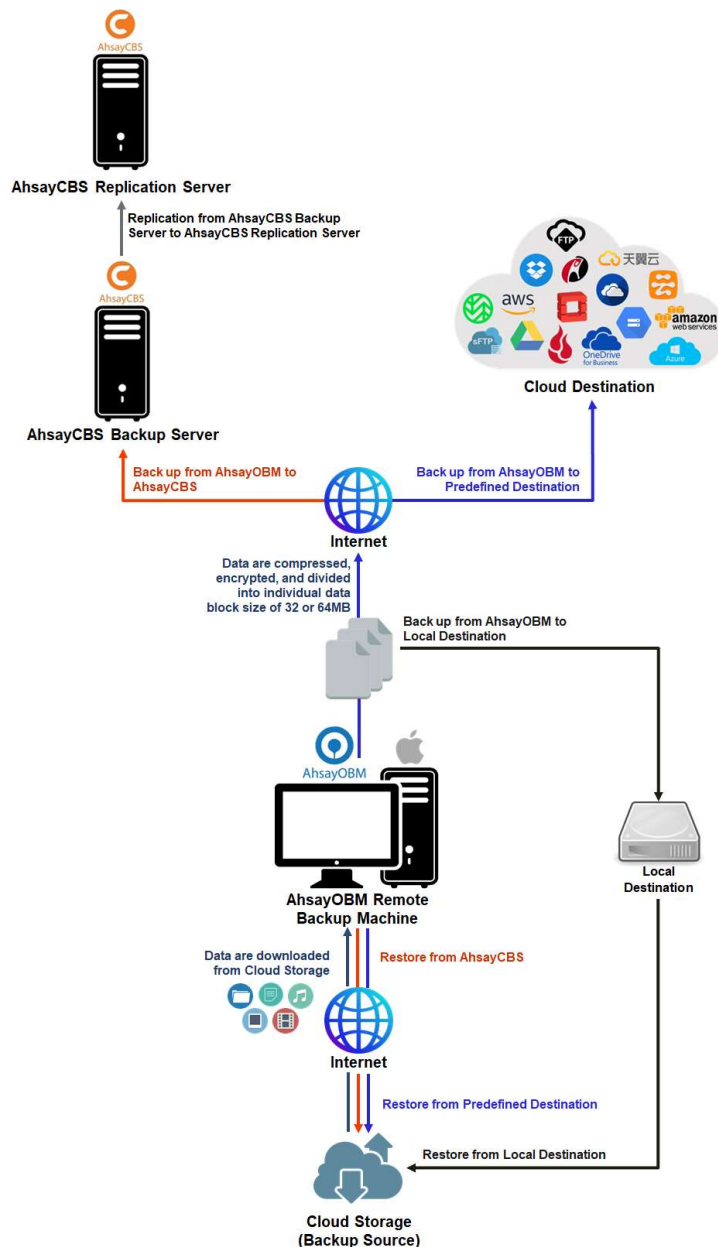 AhsayCBS
AhsayCBS Replication Server
Replication from AhsayCBS Backup
Server to AhsayCBS Replication Server
AhsayCBS
AhsayCBS Backup Server
FTP
天翼云
aws
amazon
web services
sFTP
OneDrive
for Business
Azure
Cloud Destination
Back up from AhsayOBM to
AhsayCBS
Back up from AhsayOBM to
Predefined Destination
Internet
Data are compressed,
encrypted, and divided
into individual data
block size of 32 or 64MB
Back up from AhsayOBM to
Local Destination
AhsayOBM
Local
Destination
AhsayOBM Remote
Backup Machine
Data are downloaded
from Cloud Storage
Restore from AhsayCBS
Internet
Restore from Predefined Destination
Restore from Local Destination
Cloud Storage
(Backup Source)